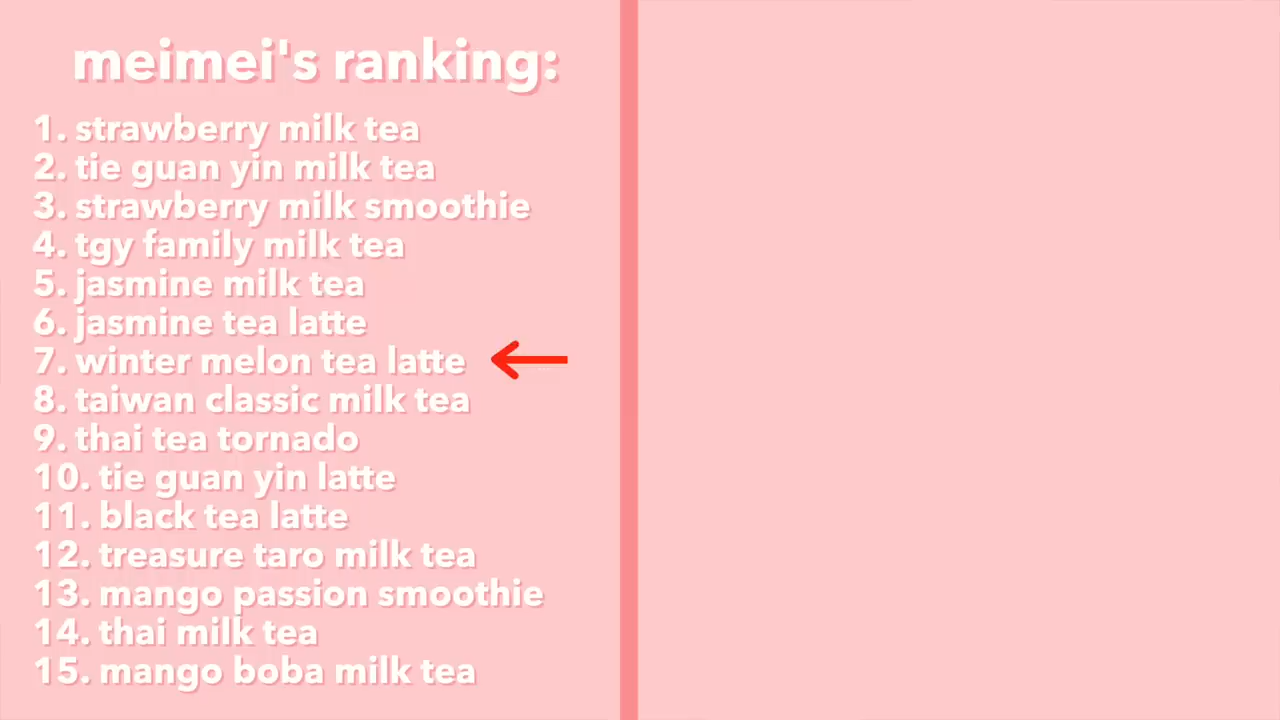 meimei's ranking:
1. strawberry milk tea
2. tie guan yin milk tea
3. strawberry milk smoothie
4. tgy family milk tea
5. jasmine milk tea
6. jasmine tea latte
7. winter melon tea latte
8. taiwan classic milk tea
9. thai tea tornado
10. tie guan yin latte
11. black tea latte
12. treasure taro milk tea
13. mango passion smoothie
14. thai milk tea
15. mango boba milk tea